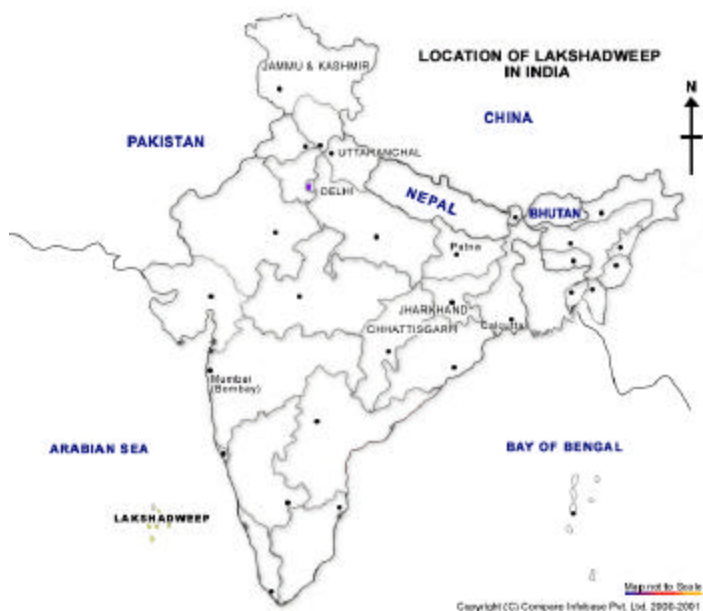 LOCATION OF LAKSHADWEEP
IN INDIA
N
JAMMU & KASHMIR
CHINA
PAKISTAN
UTTARANCHAL
DELHI
NEPAL
BHUTAN
Patna
JHARKHAND
CHHATTISGARH
Calcutta
Mumbai
(Bombay)
ARABIAN SEA
BAY OF BENGAL
LAKSHADWEEP
Map not to Scale
Copyright (C) Compare Infobase Pvt. Ltd. 2000-2001